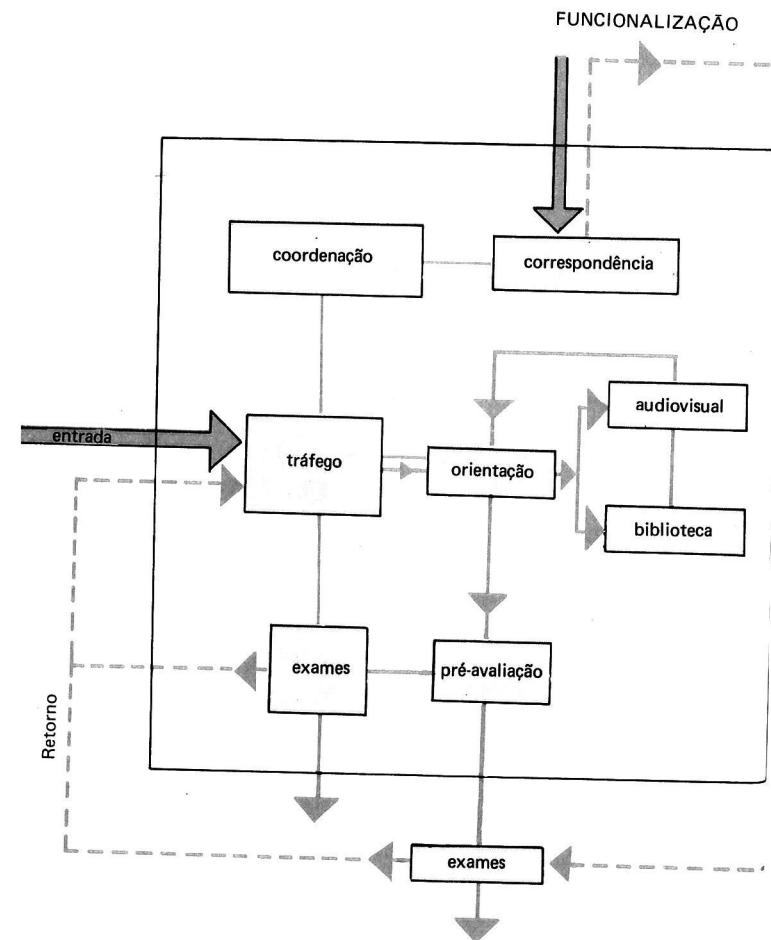 FUNCIONALIZAÇÃO
coordenação
correspondência
entrada
tráfego
orientação
audiovisual
biblioteca
exames
pré-avaliação
Retorno
exames